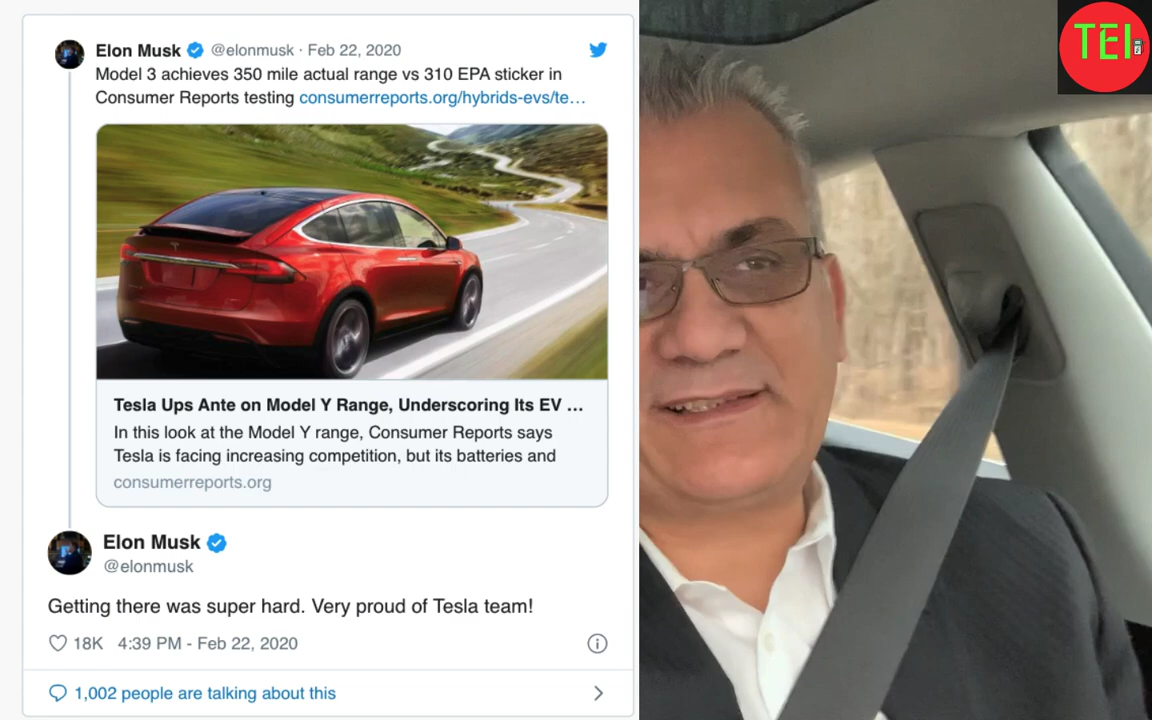 Elon Musk @elonmusk · Feb 22, 2020
Model 3 achieves 350 mile actual range vs 310 EPA sticker in
Consumer Reports testing consumerreports.org/hybrids-evs/te…
Tesla Ups Ante on Model Y Range, Underscoring Its EV …
In this look at the Model Y range, Consumer Reports says
Tesla is facing increasing competition, but its batteries and
consumerreports.org
Elon Musk
@elonmusk
Getting there was super hard. Very proud of Tesla team!
18K 4:39 PM - Feb 22, 2020
1,002 people are talking about this
TEI